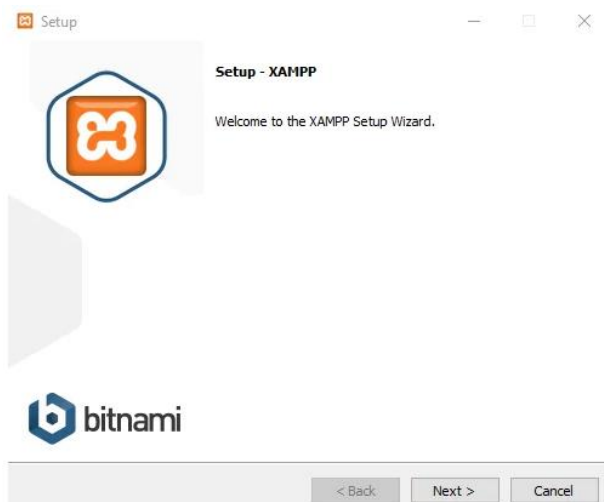 Setup
Setup - XAMPP
Welcome to the XAMPP Setup Wizard.
bitnami
< Back
Next >
Cancel